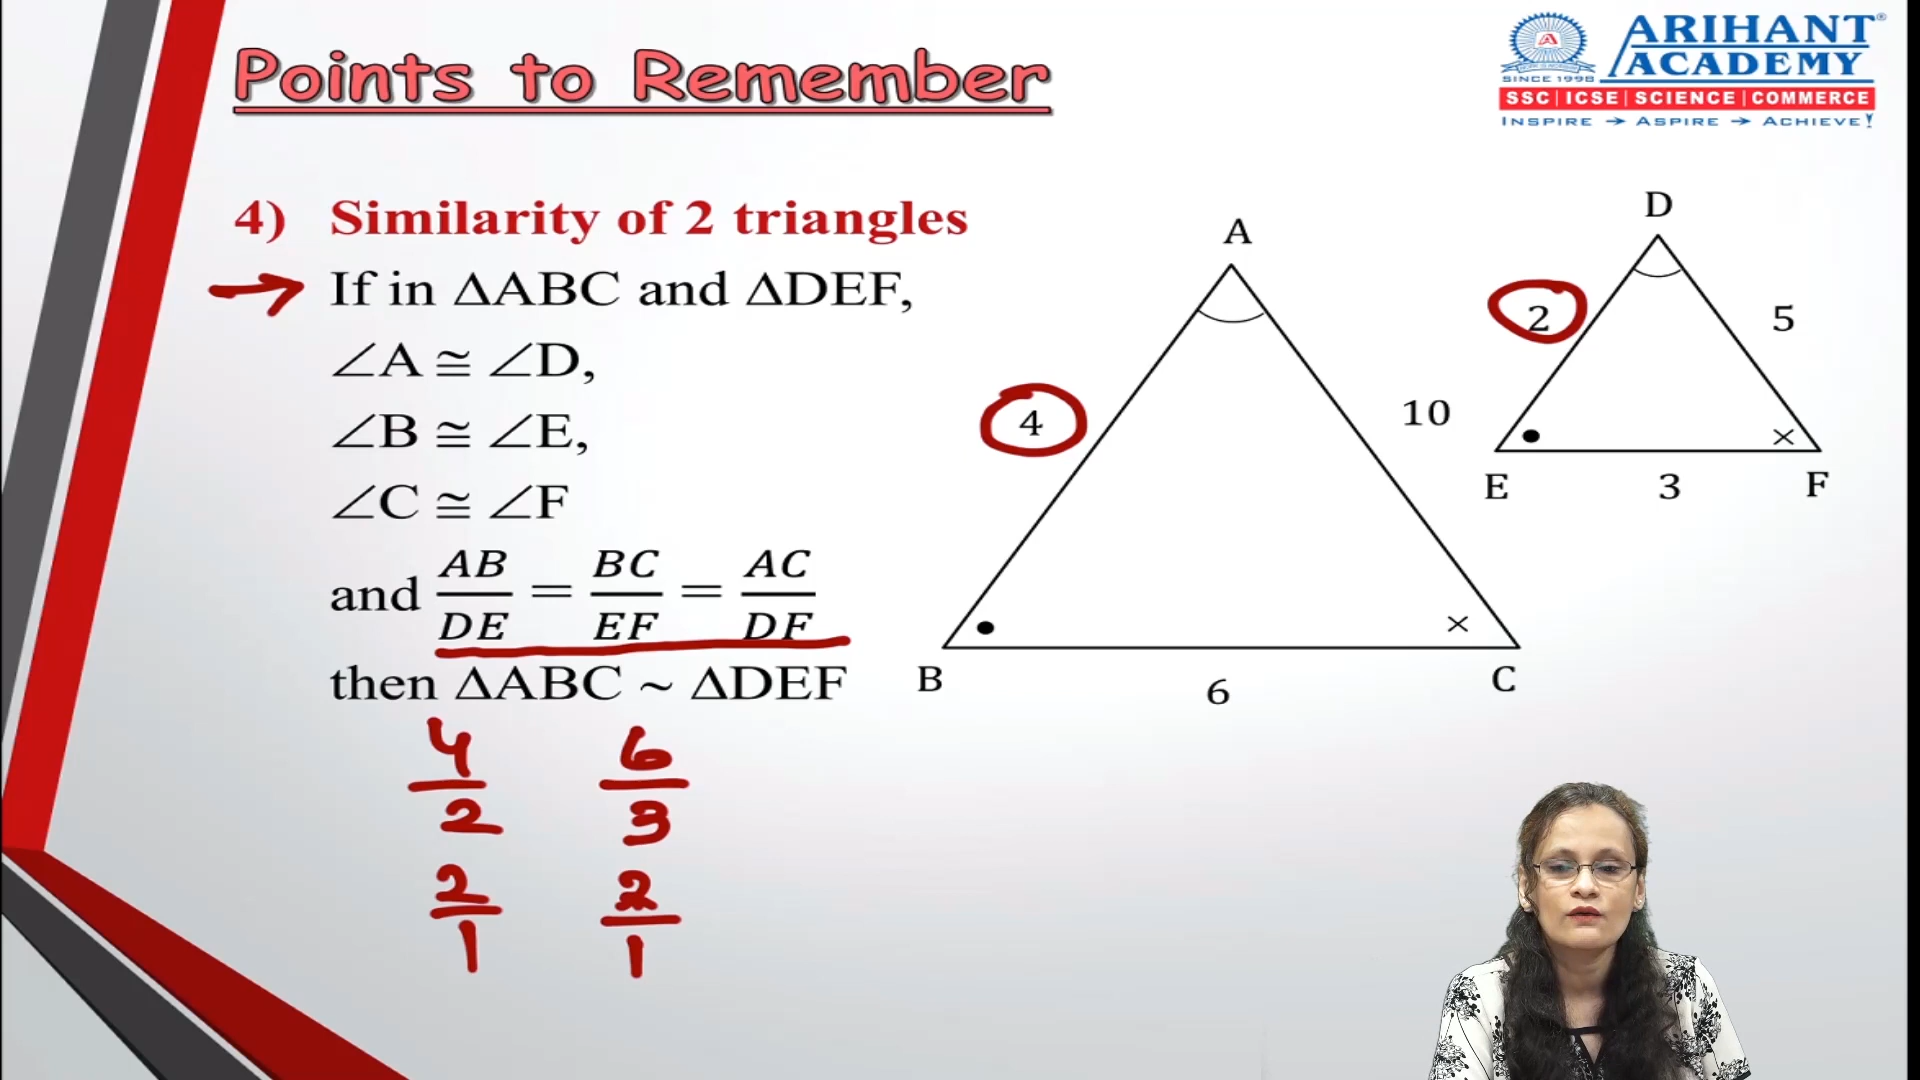 Points to Remember
ARIHANT
ACADEMY
SINCE 1998
SSC | ICSE | SCIENCE | COMMERCE
INSPIRE → ASPIRE → ACHIEVE!
4) Similarity of 2 triangles
If in ΔABC and ΔDEF,
∠A ≅ ∠D,
∠B ≅ ∠E,
∠C ≅ ∠F
and AB/DE = BC/EF = AC/DF
then ΔABC ~ ΔDEF
4/2 6/3
2/1 2/1
A
4
10
B
6
C
D
2
5
E
3
F